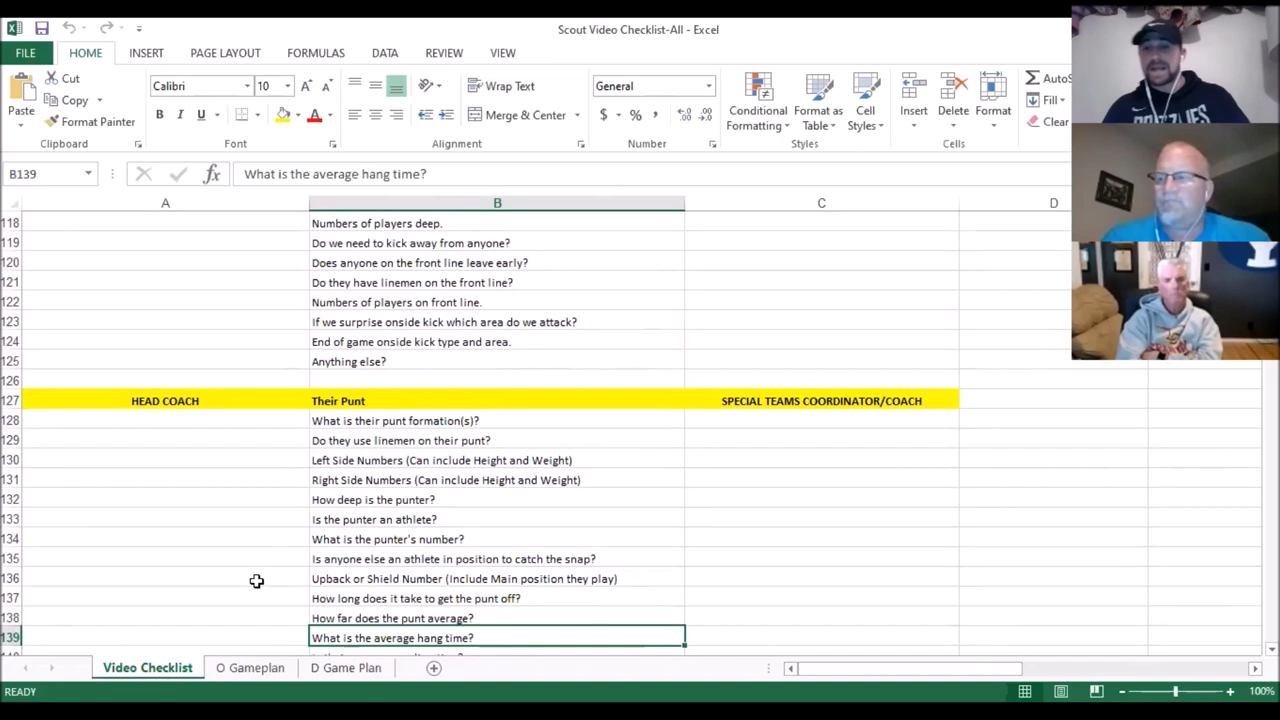 Scout Video Checklist-All - Excel
FILE HOME INSERT PAGE LAYOUT FORMULAS DATA REVIEW VIEW
Cut
Copy
Format Painter
Paste
Clipboard
Calibri 10
B I U
Font
Wrap Text
Merge & Center
Alignment
General
$ % ,
Number
Conditional Formatting
Format as Table
Cell Styles
Styles
Insert Delete Format
Cells
AutoS
Fill
Clear
B139 What is the average hang time?
A B C D
118 Numbers of players deep.
119 Do we need to kick away from anyone?
120 Does anyone on the front line leave early?
121 Do they have linemen on the front line?
122 Numbers of players on front line.
123 If we surprise onside kick which area do we attack?
124 End of game onside kick type and area.
125 Anything else?
126
127 HEAD COACH Their Punt SPECIAL TEAMS COORDINATOR/COACH
128 What is their punt formation(s)?
129 Do they use linemen on their punt?
130 Left Side Numbers (Can include Height and Weight)
131 Right Side Numbers (Can include Height and Weight)
132 How deep is the punter?
133 Is the punter an athlete?
134 What is the punter's number?
135 Is anyone else an athlete in position to catch the snap?
136 Upback or Shield Number (Include Main position they play)
137 How long does it take to get the punt off?
138 How far does the punt average?
139 What is the average hang time?
Video Checklist O Gameplan D Game Plan
READY 100%